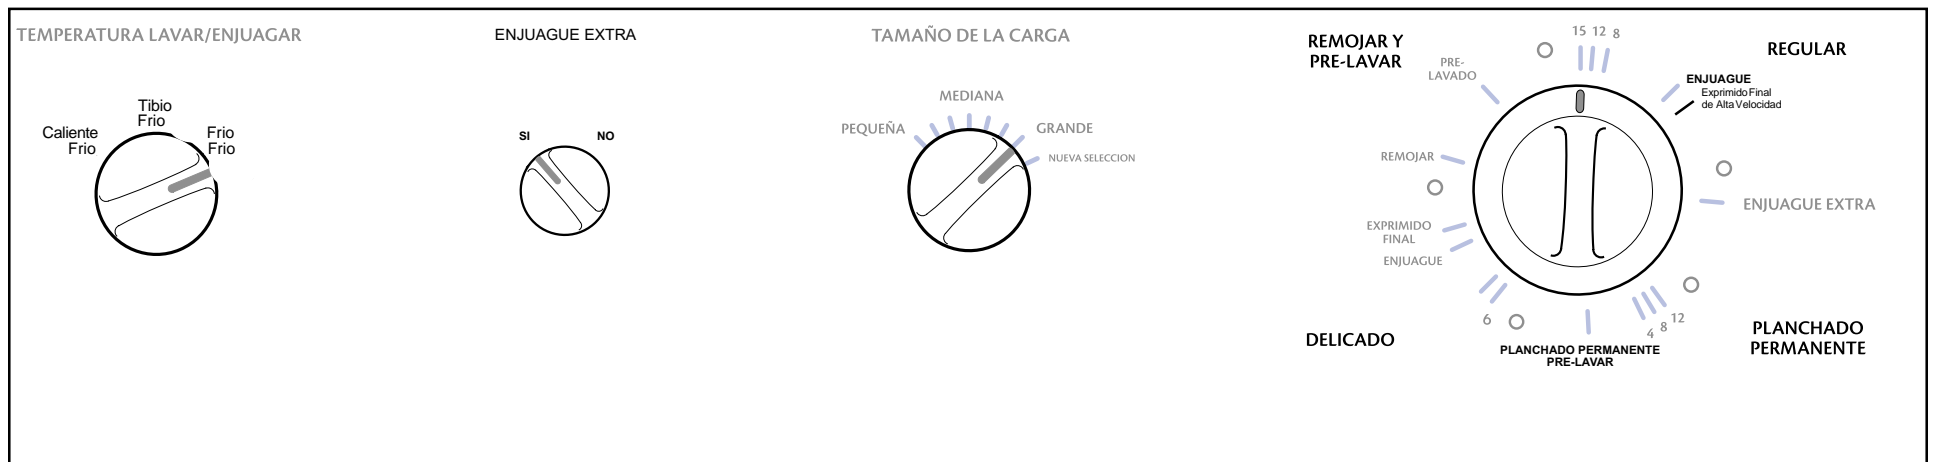 TEMPERATURA LAVAR/ENJUAGAR
Caliente
Frio
Tibio
Frio
Frio
Frio
ENJUAGUE EXTRA
SI
NO
TAMAÑO DE LA CARGA
PEQUEÑA
MEDIANA
GRANDE
NUEVA SELECCION
REMOJAR Y
PRE-LAVAR
PRE-
LAVADO
15 12 8
REGULAR
ENJUAGUE
Exprimido Final
de Alta Velocidad
REMOJAR
ENJUAGUE EXTRA
EXPRIMIDO
FINAL
ENJUAGUE
6
4 8 12
DELICADO
PLANCHADO PERMANENTE
PRE-LAVAR
PLANCHADO
PERMANENTE